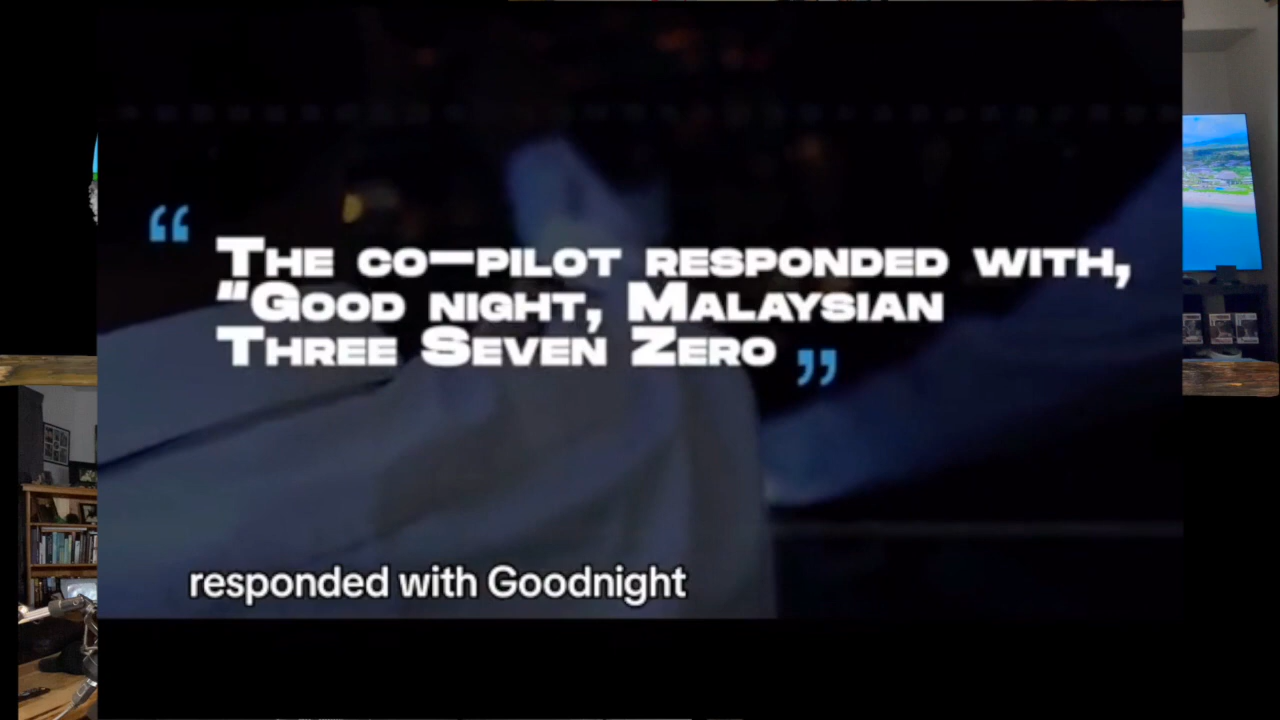 “
The co—pilot responded with,
“Good night, Malaysian
Three Seven Zero ”
responded with Goodnight